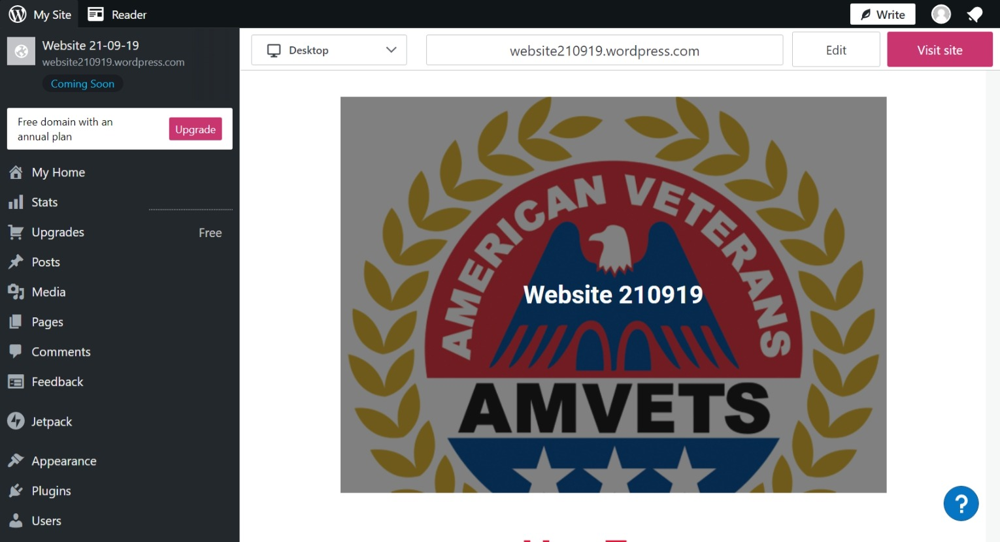 My Site
Reader
Write
Website 21-09-19
website210919.wordpress.com
Coming Soon
Free domain with an
annual plan
Upgrade
My Home
Stats
Upgrades
Free
Posts
Media
Pages
Comments
Feedback
Jetpack
Appearance
Plugins
Users
Desktop
website210919.wordpress.com
Edit
Visit site
AMERICAN VETERANS
Website 210919
AMVETS
?